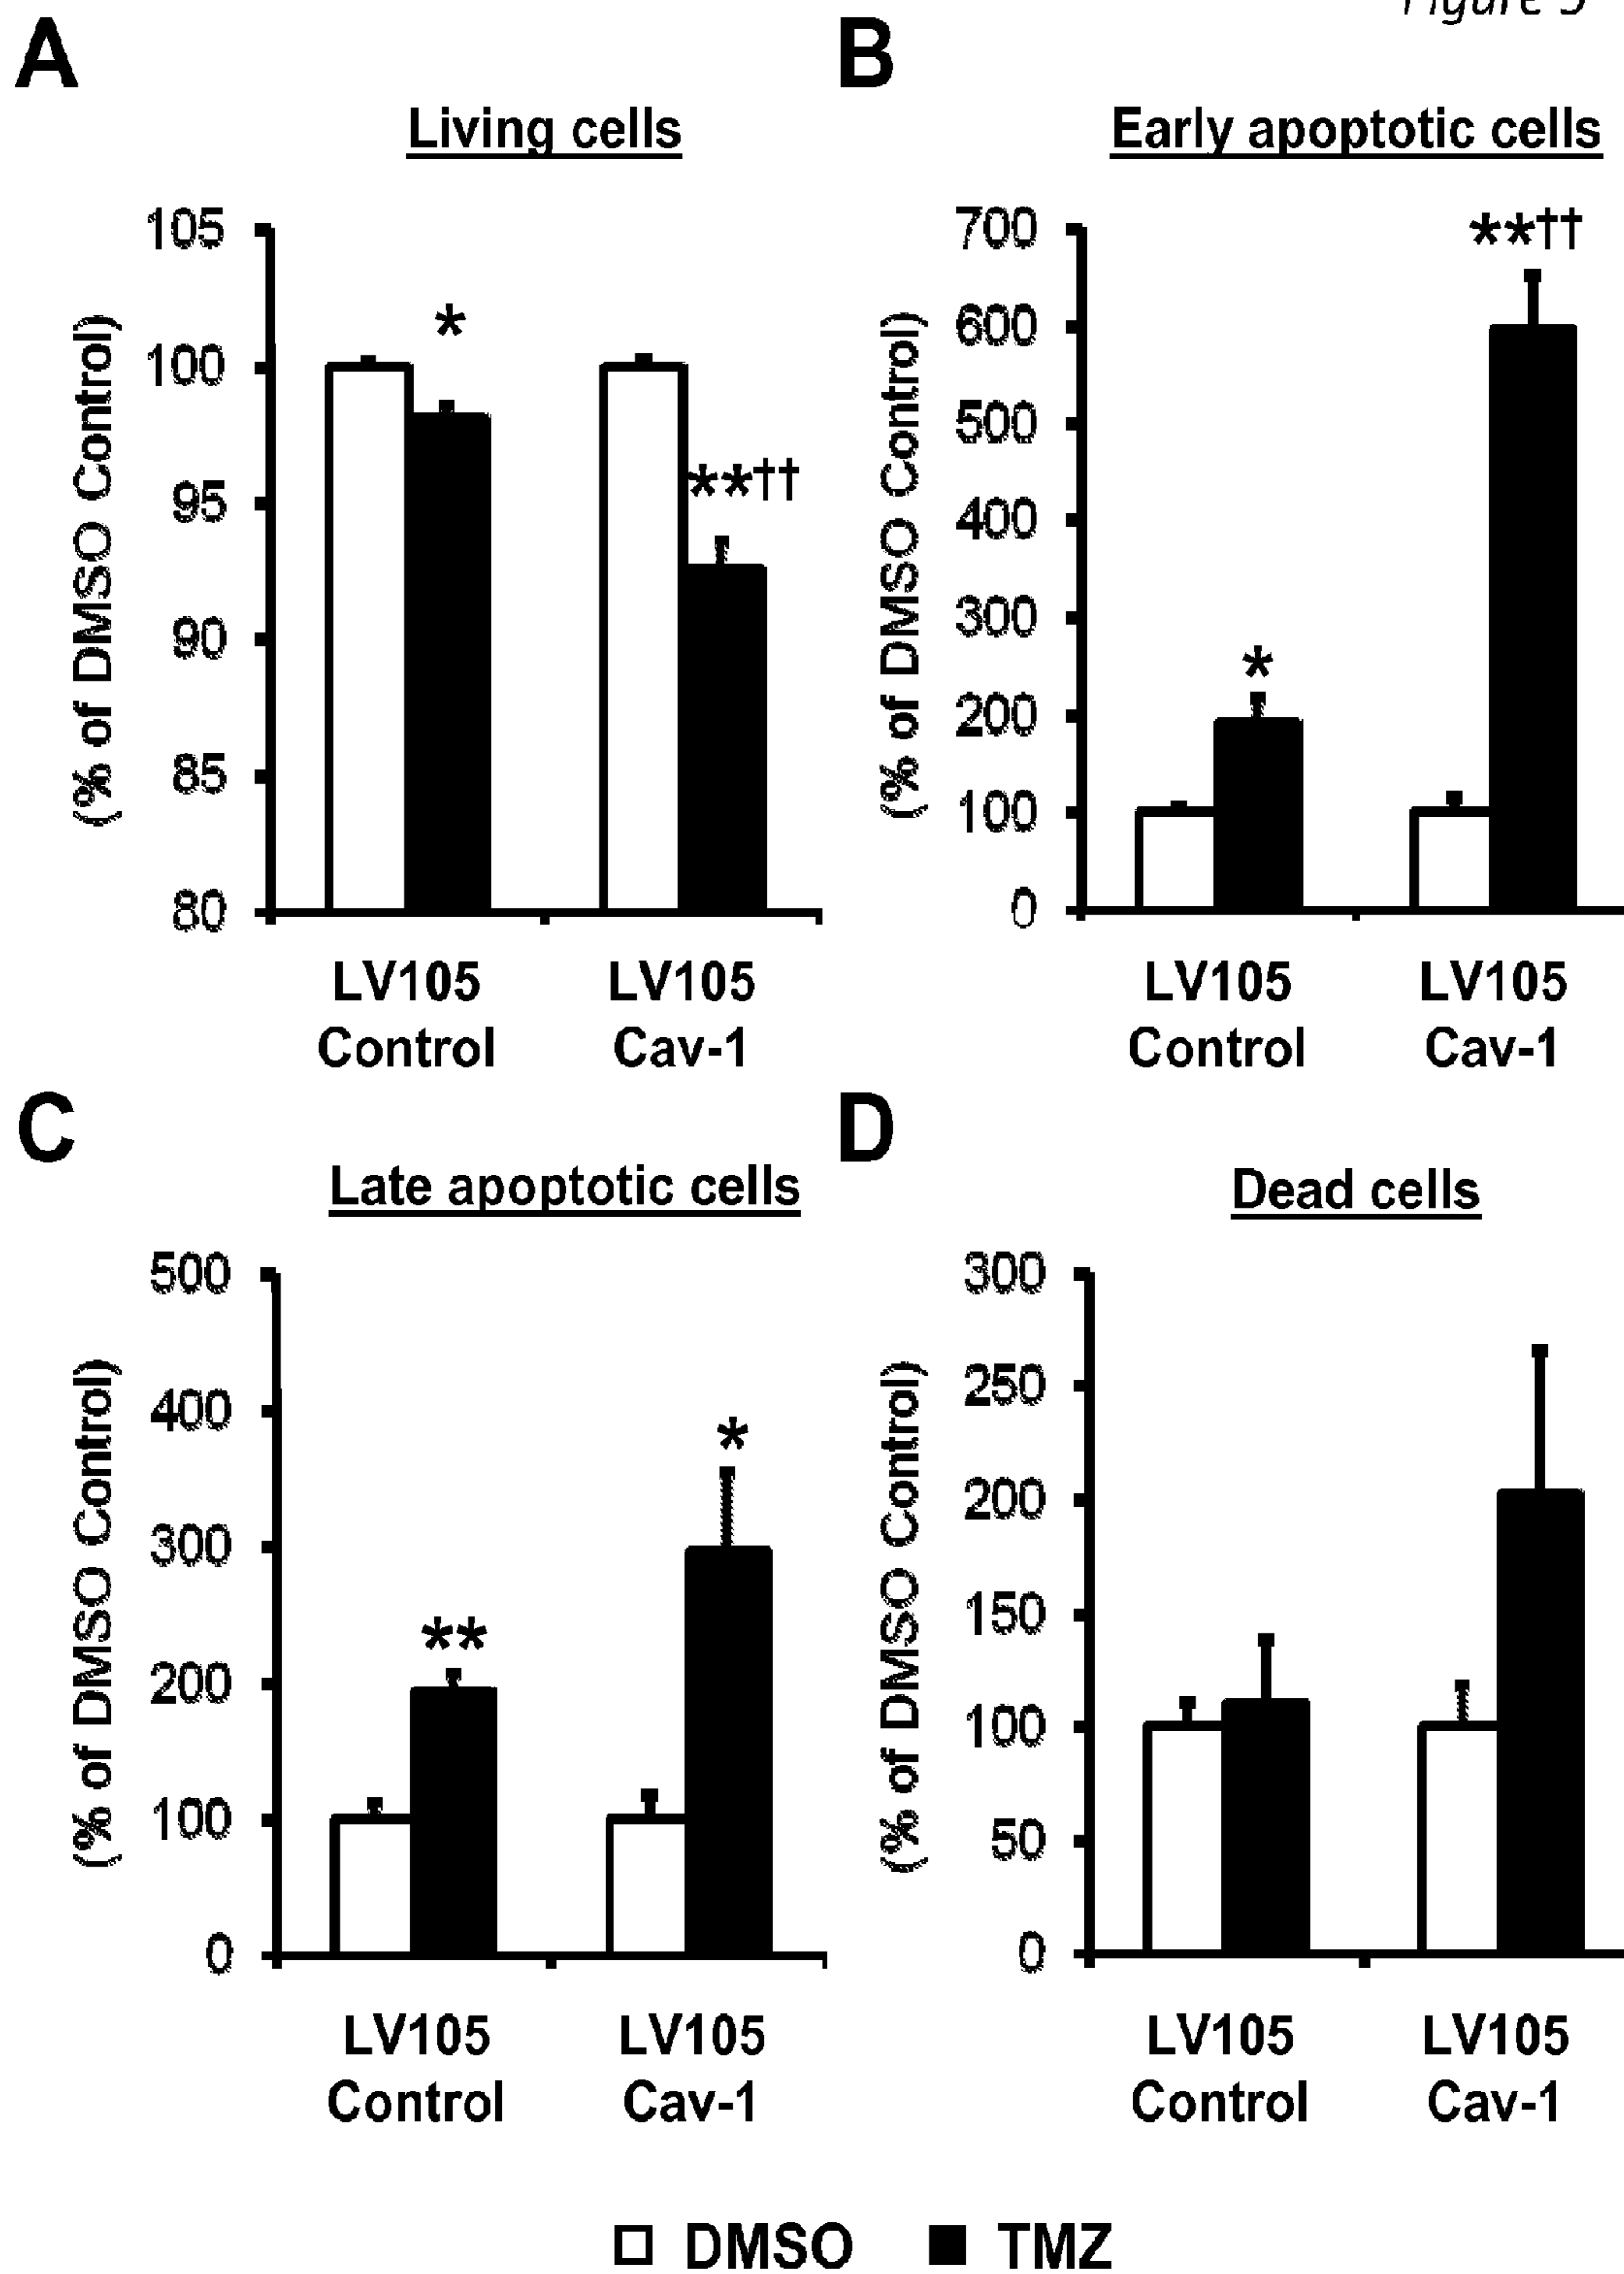 Figure 5
A
Living cells
(% of DMSO Control)
105
100
95
90
85
80
*
**††
LV105
Control
LV105
Cav-1
B
Early apoptotic cells
(% of DMSO Control)
700
600
500
400
300
200
100
0
*
**††
LV105
Control
LV105
Cav-1
C
Late apoptotic cells
(% of DMSO Control)
500
400
300
200
100
0
**
*
LV105
Control
LV105
Cav-1
D
Dead cells
(% of DMSO Control)
300
250
200
150
100
50
0
LV105
Control
LV105
Cav-1
DMSO
TMZ